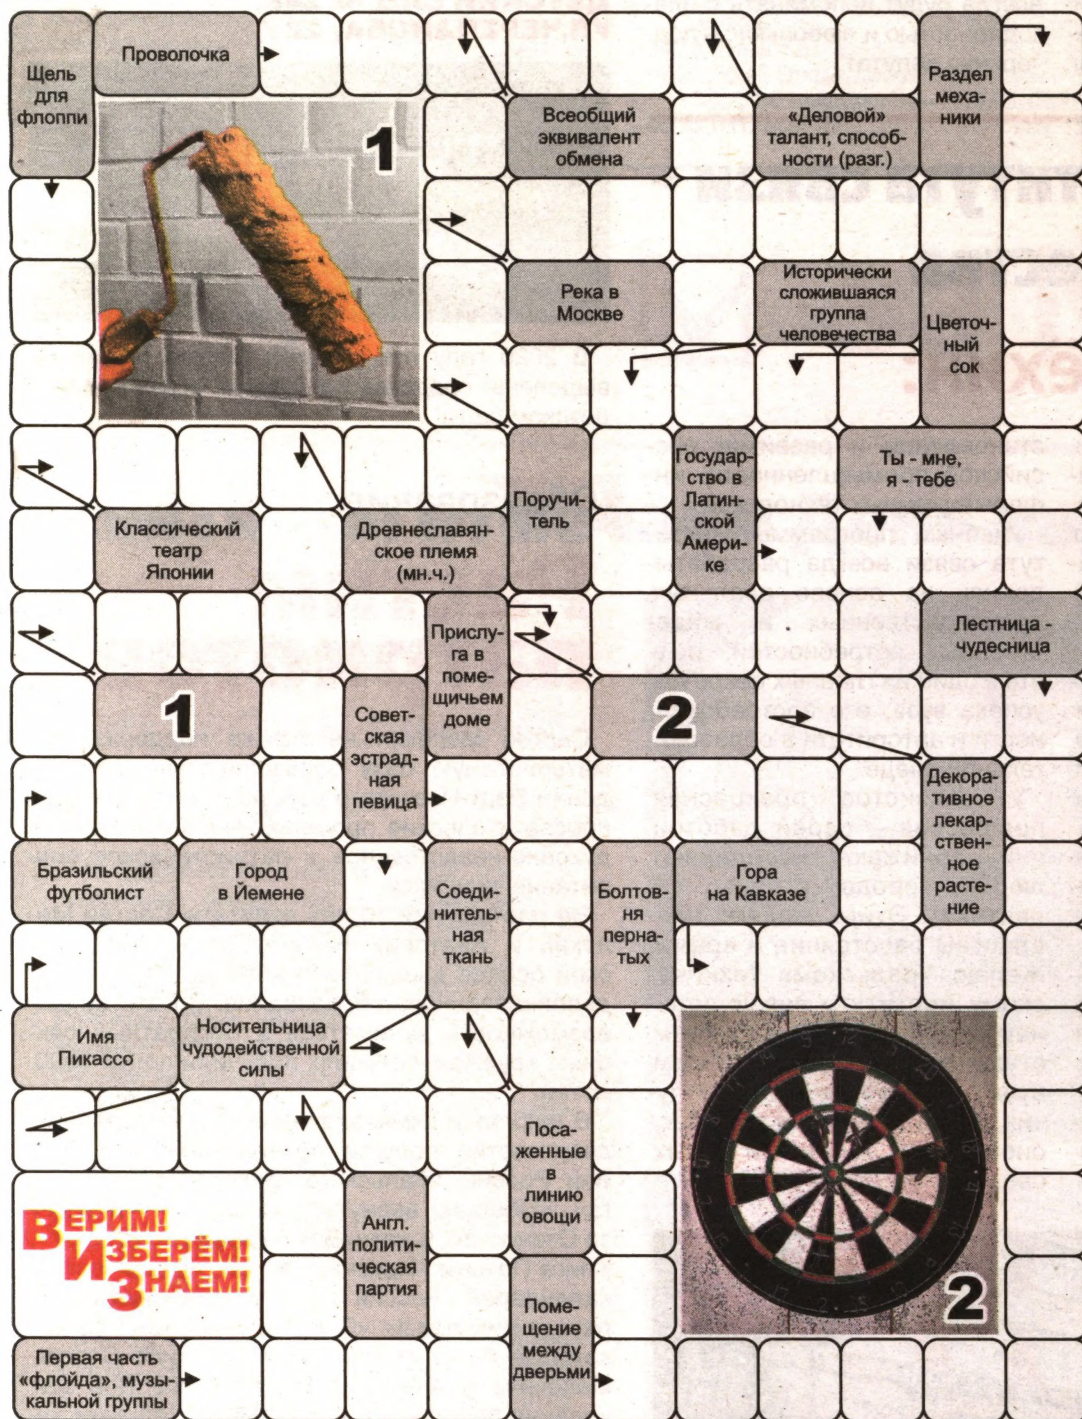 Щель
для
флоппи
Проволочка
Раздел
меха-
ники
1
Всеобщий
эквивалент
обмена
«Деловой»
талант, способ-
ности (разг.)
Река в
Москве
Исторически
сложившаяся
группа
человечества
Цветоч-
ный
сок
Классический
театр
Японии
Древнеславян-
ское племя
(мн.ч.)
Поручи-
тель
Государ-
ство в
Латин-
ской
Амери-
ке
Ты - мне,
я - тебе
Прислу-
га в
поме-
щичьем
доме
Лестница -
чудесница
1
Совет-
ская
эстрад-
ная
певица
2
Декора-
тивное
лекар-
ствен-
ное
расте-
ние
Бразильский
футболист
Город
в Йемене
Соеди-
нитель-
ная
ткань
Болтов-
ня
перна-
тых
Гора
на Кавказе
Имя
Пикассо
Носительница
чудодейственной
силы
Поса-
женные
в
линию
овощи
ВЕРИМ!
ИЗБЕРЁМ!
ЗНАЕМ!
Англ.
полити-
ческая
партия
2
Поме-
щение
между
дверьми
Первая часть
«флойда», музы-
кальной группы